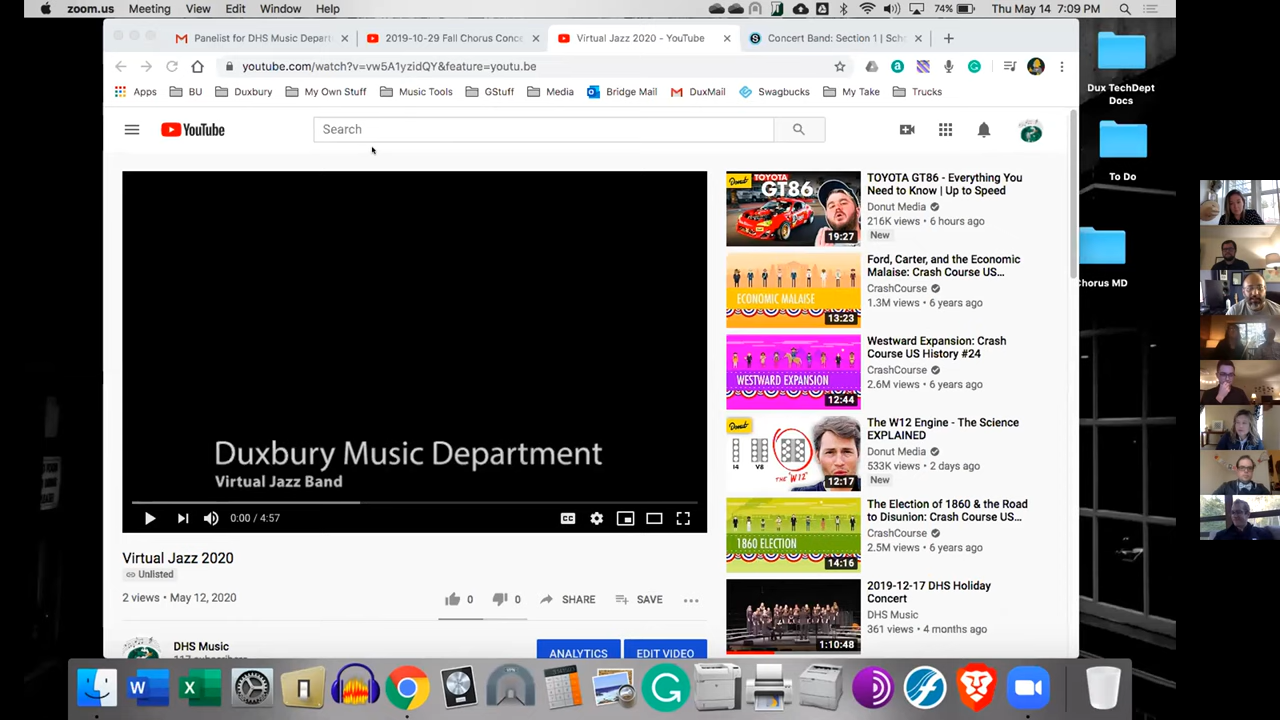 zoom.us Meeting View Edit Window Help 74% Thu May 14 7:09 PM
Panelist for DHS Music Depart
2019-10-29 Fall Chorus Conce
Virtual Jazz 2020 - YouTube
Concert Band: Section 1 | Scho
youtube.com/watch?v=vw5A1yzidQY&feature=youtu.be
Apps BU Duxbury My Own Stuff Music Tools GStuff Media Bridge Mail DuxMail Swagbucks My Take Trucks
YouTube
Search
Duxbury Music Department
Virtual Jazz Band
0:00 / 4:57
CC
Virtual Jazz 2020
Unlisted
2 views • May 12, 2020
0 0 SHARE SAVE
DHS Music
ANALYTICS EDIT VIDEO
Donut
TOYOTA
GT86
19:27
TOYOTA GT86 - Everything You
Need to Know | Up to Speed
Donut Media
216K views • 6 hours ago
New
ECONOMIC MALAISE
13:23
Ford, Carter, and the Economic
Malaise: Crash Course US...
CrashCourse
1.3M views • 6 years ago
WESTWARD EXPANSION
12:44
Westward Expansion: Crash
Course US History #24
CrashCourse
2.6M views • 6 years ago
Donut
I4 V8
THE "W12"
12:17
The W12 Engine - The Science
EXPLAINED
Donut Media
533K views • 2 days ago
New
1860 ELECTION
14:16
The Election of 1860 & the Road
to Disunion: Crash Course US...
CrashCourse
2.5M views • 6 years ago
1:10:48
2019-12-17 DHS Holiday
Concert
DHS Music
361 views • 4 months ago
Dux TechDept
Docs
To Do
Chorus MD